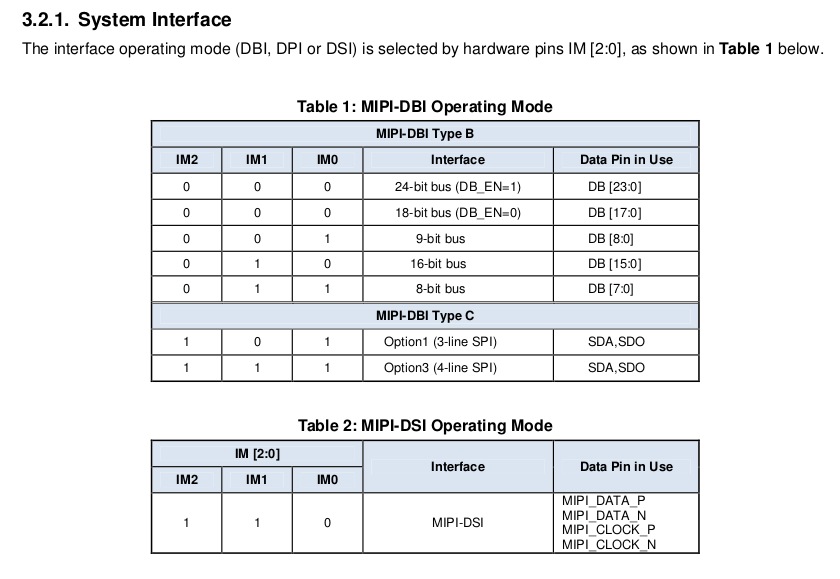 3.2.1. System Interface
The interface operating mode (DBI, DPI or DSI) is selected by hardware pins IM [2:0], as shown in Table 1 below.
Table 1: MIPI-DBI Operating Mode
MIPI-DBI Type B
IM2 IM1 IM0 Interface Data Pin in Use
0 0 0 24-bit bus (DB_EN=1) DB [23:0]
0 0 0 18-bit bus (DB_EN=0) DB [17:0]
0 0 1 9-bit bus DB [8:0]
0 1 0 16-bit bus DB [15:0]
0 1 1 8-bit bus DB [7:0]
MIPI-DBI Type C
1 0 1 Option1 (3-line SPI) SDA,SDO
1 1 1 Option3 (4-line SPI) SDA,SDO
Table 2: MIPI-DSI Operating Mode
IM [2:0] Interface Data Pin in Use
IM2 IM1 IM0
1 1 0 MIPI-DSI MIPI_DATA_P
MIPI_DATA_N
MIPI_CLOCK_P
MIPI_CLOCK_N